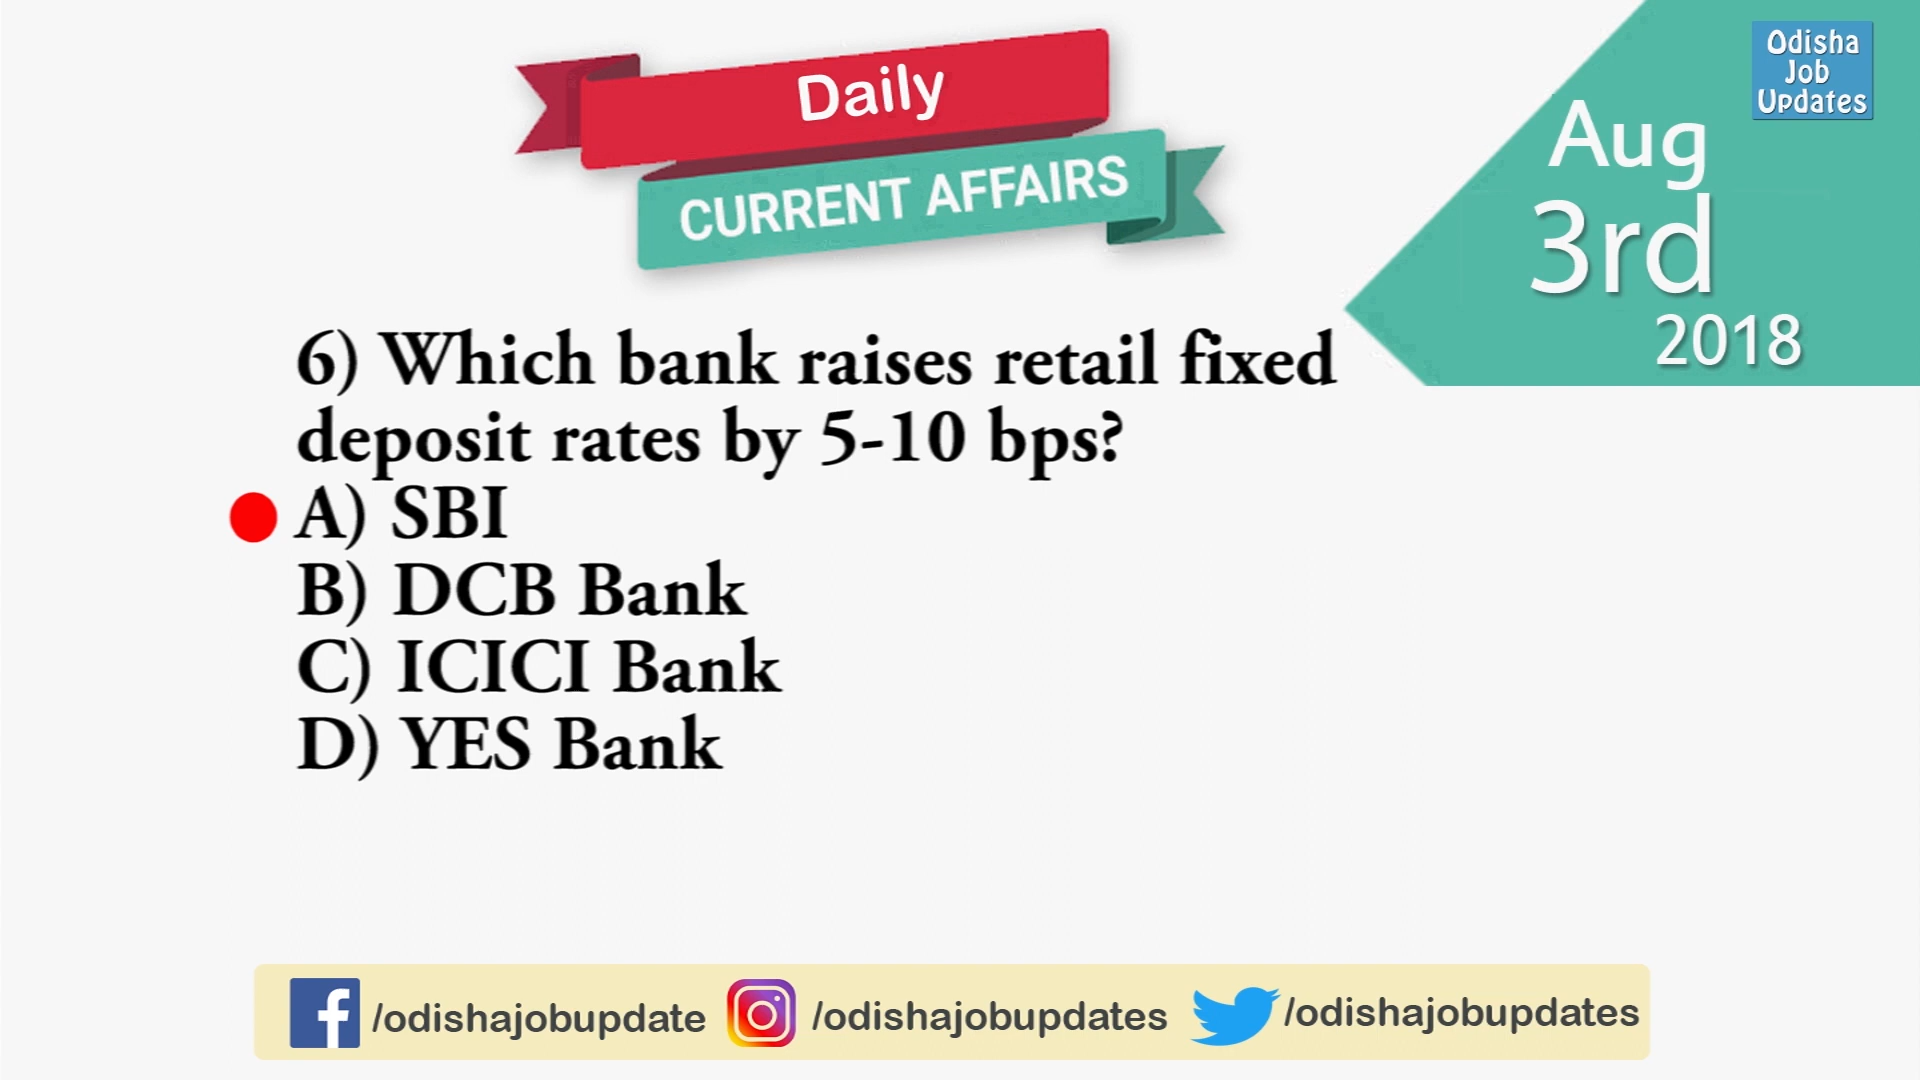 Daily
CURRENT AFFAIRS
Odisha
Job
Updates
Aug
3rd
2018
6) Which bank raises retail fixed
deposit rates by 5-10 bps?
A) SBI
B) DCB Bank
C) ICICI Bank
D) YES Bank
/odishajobupdate /odishajobupdates /odishajobupdates